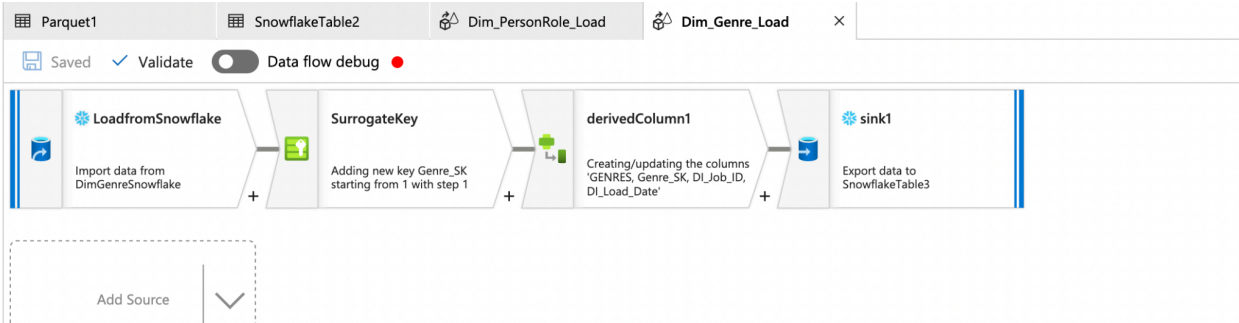 Parquet1
SnowflakeTable2
Dim_PersonRole_Load
Dim_Genre_Load
Saved
Validate
Data flow debug
LoadfromSnowflake
Import data from
DimGenreSnowflake
+
SurrogateKey
Adding new key Genre_SK
starting from 1 with step 1
+
derivedColumn1
Creating/updating the columns
'GENRES, Genre_SK, DI_Job_ID,
DI_Load_Date'
+
sink1
Export data to
SnowflakeTable3
Add Source